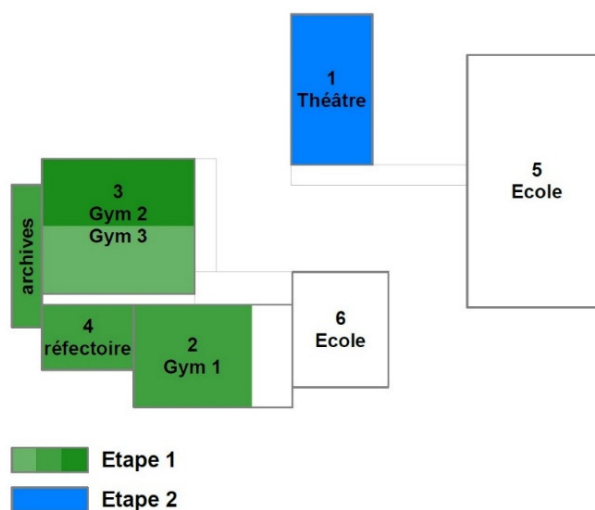 1
Théâtre
5
Ecole
3
Gym 2
Gym 3
archives
4
réfectoire
2
Gym 1
6
Ecole
Etape 1
Etape 2